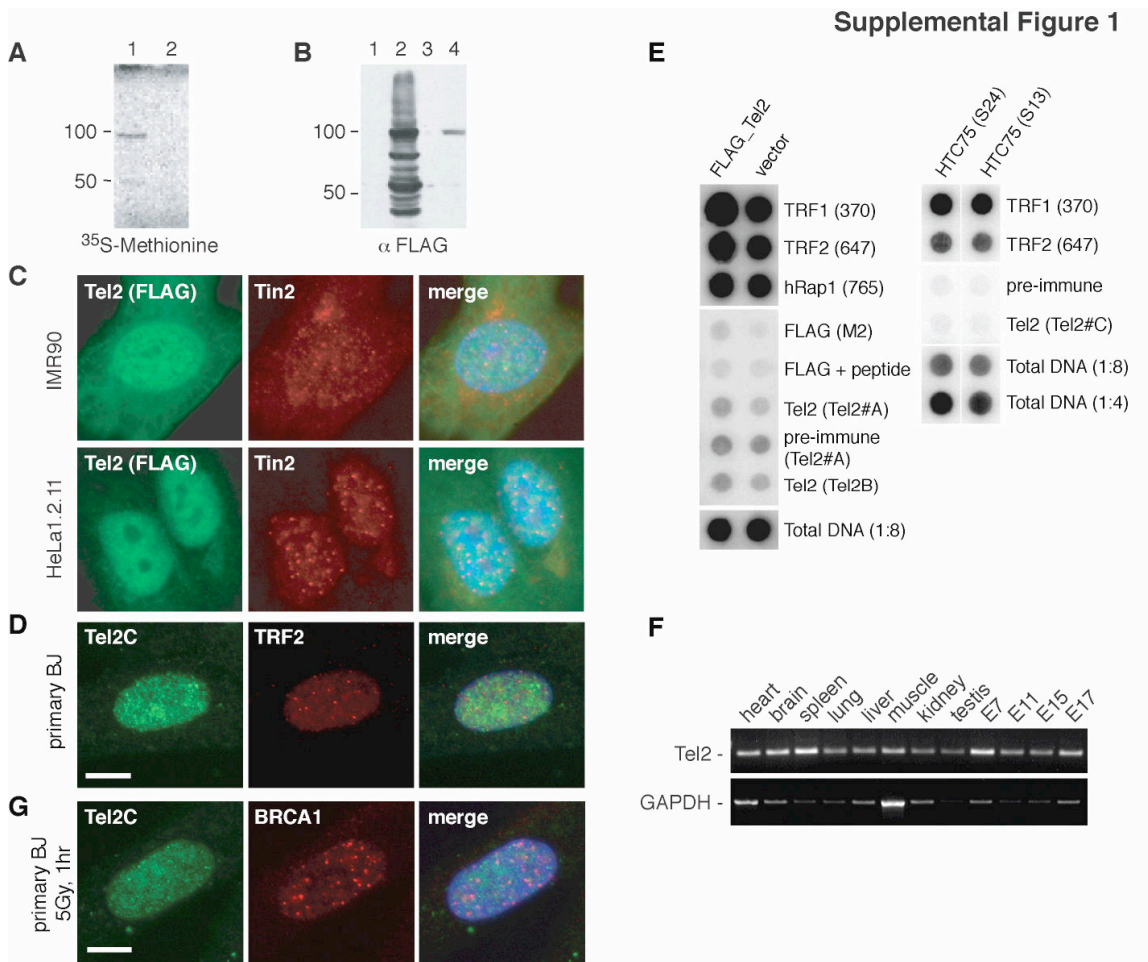 Supplemental Figure 1
A
1 2
100 -
50 -
35S-Methionine
B
1 2 3 4
100 -
50 -
α FLAG
C
IMR90
Tel2 (FLAG)
Tin2
merge
HeLa1.2.11
Tel2 (FLAG)
Tin2
merge
D
primary BJ
Tel2C
TRF2
merge
G
primary BJ
5Gy, 1hr
Tel2C
BRCA1
merge
E
FLAG_Tel2
vector
TRF1 (370)
TRF2 (647)
hRap1 (765)
FLAG (M2)
FLAG + peptide
Tel2 (Tel2#A)
pre-immune
(Tel2#A)
Tel2 (Tel2B)
Total DNA (1:8)
HTC75 (S24)
HTC75 (S13)
TRF1 (370)
TRF2 (647)
pre-immune
Tel2 (Tel2#C)
Total DNA (1:8)
Total DNA (1:4)
F
heart
brain
spleen
lung
liver
muscle
kidney
testis
E7
E11
E15
E17
Tel2 -
GAPDH -